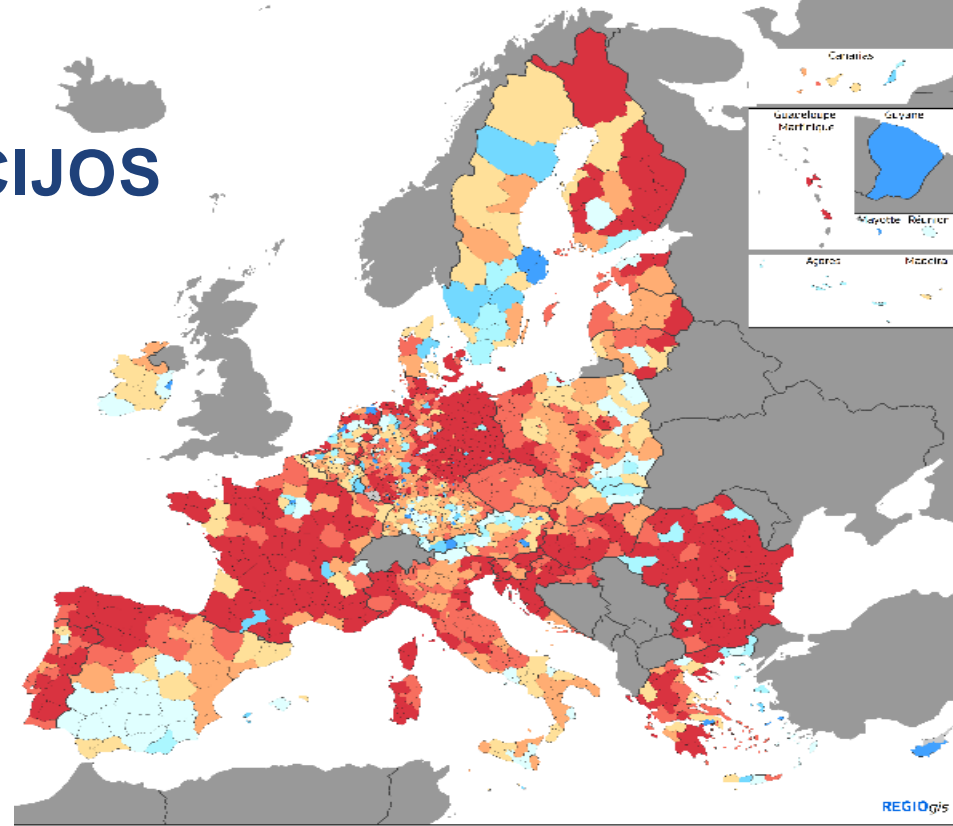 CIJOS
Canarias
Guadeloupe
Martinique
Guyane
Mayotte Réunion
Açores Madeira
REGIOgis